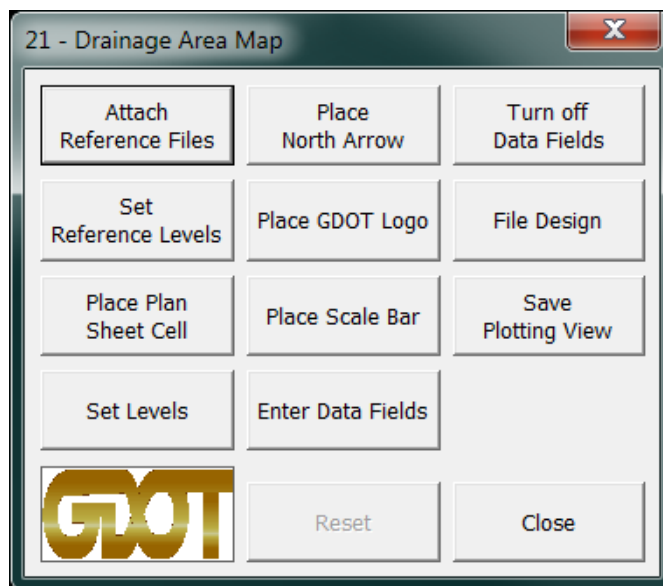 21 - Drainage Area Map
Attach
Reference Files
Place
North Arrow
Turn off
Data Fields
Set
Reference Levels
Place GDOT Logo
File Design
Place Plan
Sheet Cell
Place Scale Bar
Save
Plotting View
Set Levels
Enter Data Fields
GDOT
Reset
Close